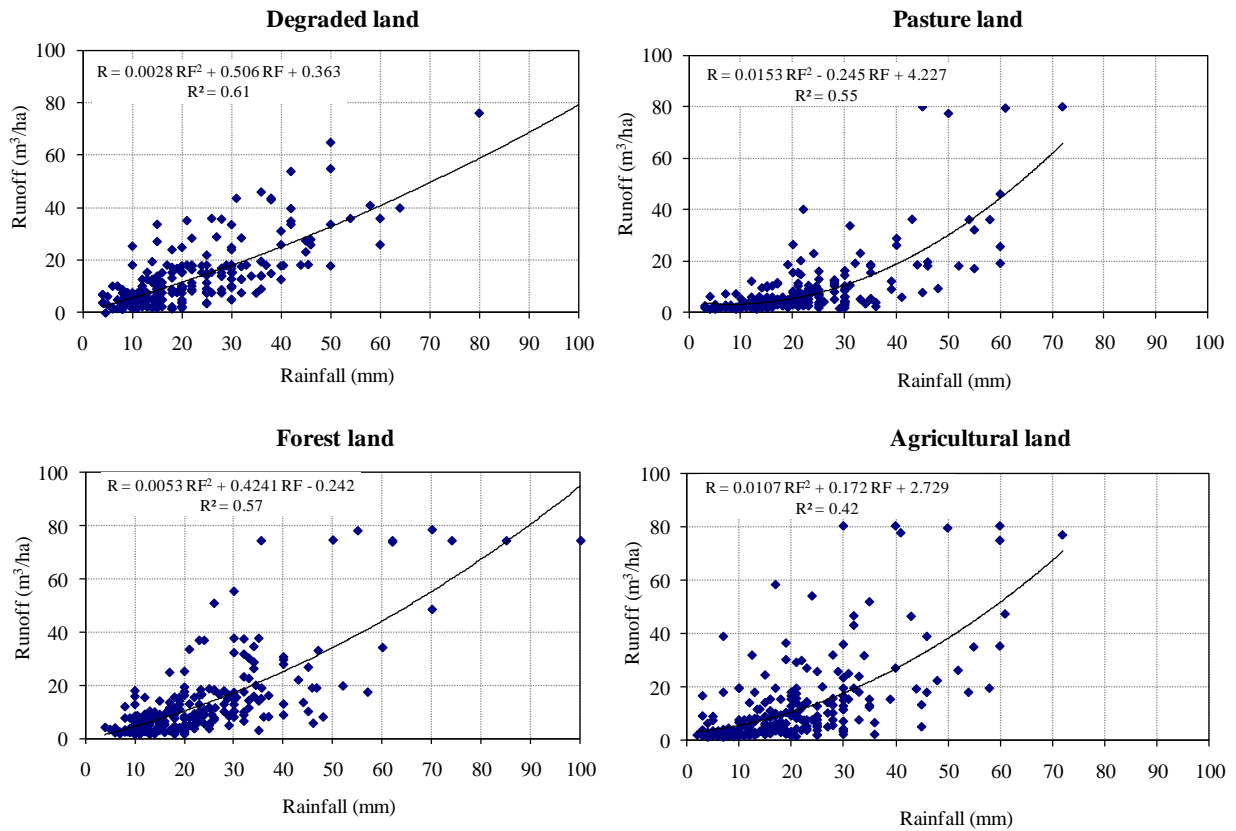 Degraded land
R = 0.0028 RF² + 0.506 RF + 0.363
R² = 0.61
Runoff (m³/ha)
100
80
60
40
20
0
0 10 20 30 40 50 60 70 80 90 100
Rainfall (mm)
Pasture land
R = 0.0153 RF² - 0.245 RF + 4.227
R² = 0.55
Runoff (m³/ha)
100
80
60
40
20
0
0 10 20 30 40 50 60 70 80 90 100
Rainfall (mm)
Forest land
R = 0.0053 RF² + 0.4241 RF - 0.242
R² = 0.57
Runoff (m³/ha)
100
80
60
40
20
0
0 10 20 30 40 50 60 70 80 90 100
Rainfall (mm)
Agricultural land
R = 0.0107 RF² + 0.172 RF + 2.729
R² = 0.42
Runoff (m³/ha)
100
80
60
40
20
0
0 10 20 30 40 50 60 70 80 90 100
Rainfall (mm)